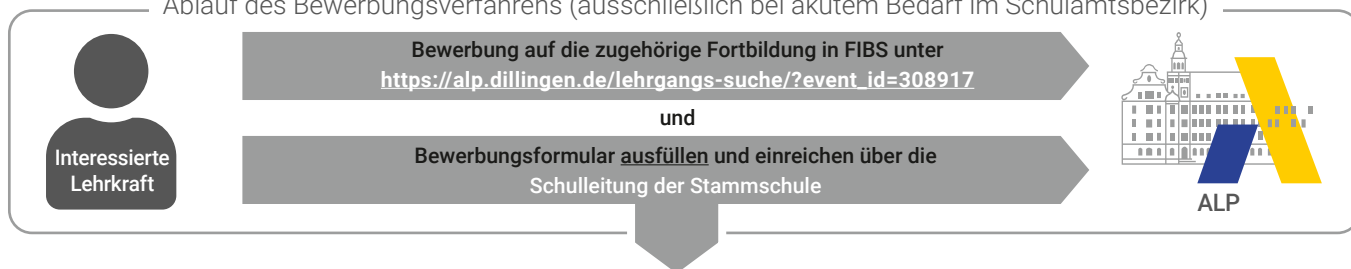 Ablauf des Bewerbungsverfahrens (ausschließlich bei akutem Bedarf im Schulamtsbezirk)
Bewerbung auf die zugehörige Fortbildung in FIBS unter
https://alp.dillingen.de/lehrgangs-suche/?event_id=308917
und
Interessierte
Lehrkraft
Bewerbungsformular ausfüllen und einreichen über die
Schulleitung der Stammschule
ALP